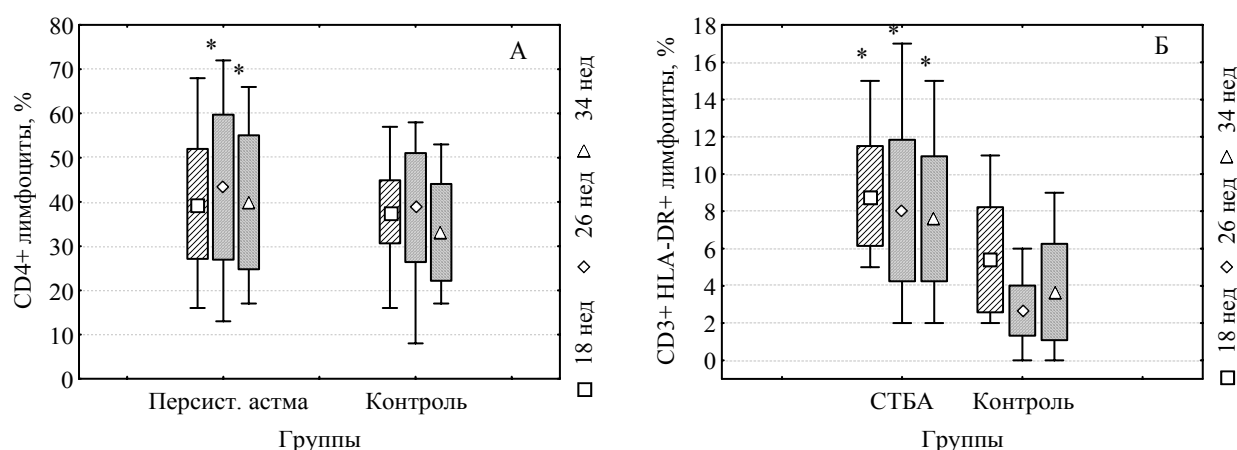 А
CD4+ лимфоциты, %
80
70
60
50
40
30
20
10
0
* *
Персист. астма Контроль
Группы
18 нед 26 нед 34 нед
Б
CD3+ HLA-DR+ лимфоциты, %
18
16
14
12
10
8
6
4
2
0
* * *
СТБА Контроль
Группы
18 нед 26 нед 34 нед